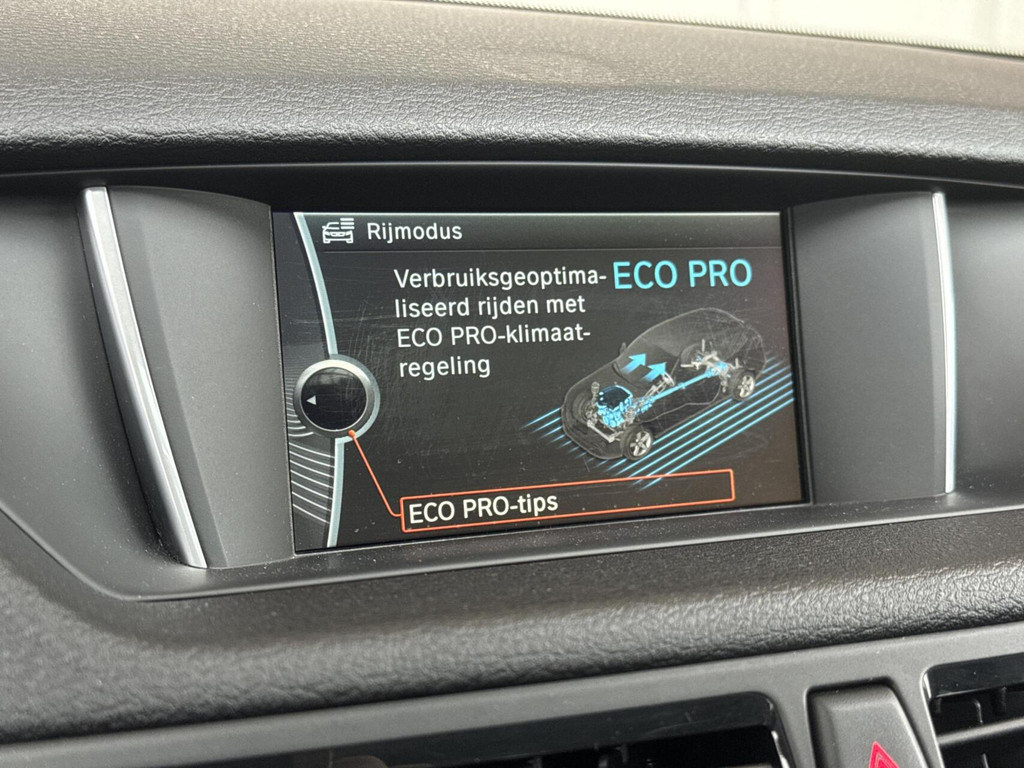 Rijmodus
Verbruiksgeoptima-
liseerd rijden met
ECO PRO-klimaat-
regeling
ECO PRO
ECO PRO-tips